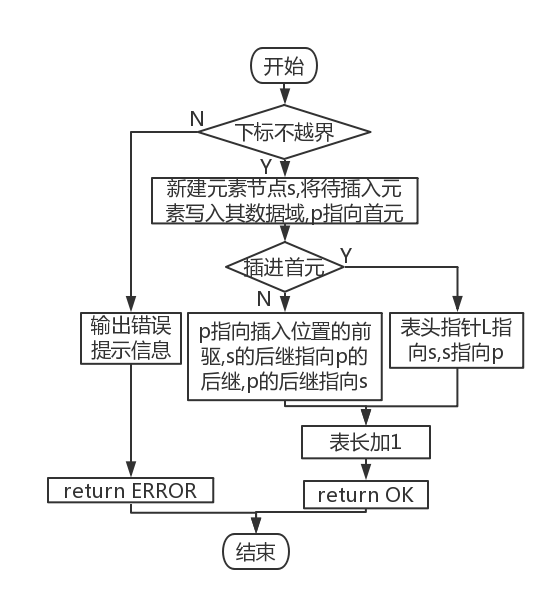 开始
N
下标不越界
Y
新建元素节点s,将待插入元
素写入其数据域,p指向首元
插进首元
Y
N
输出错误
提示信息
p指向插入位置的前
驱,s的后继指向p的
后继,p的后继指向s
表头指针L指
向s,s指向p
表长加1
return ERROR
return OK
结束